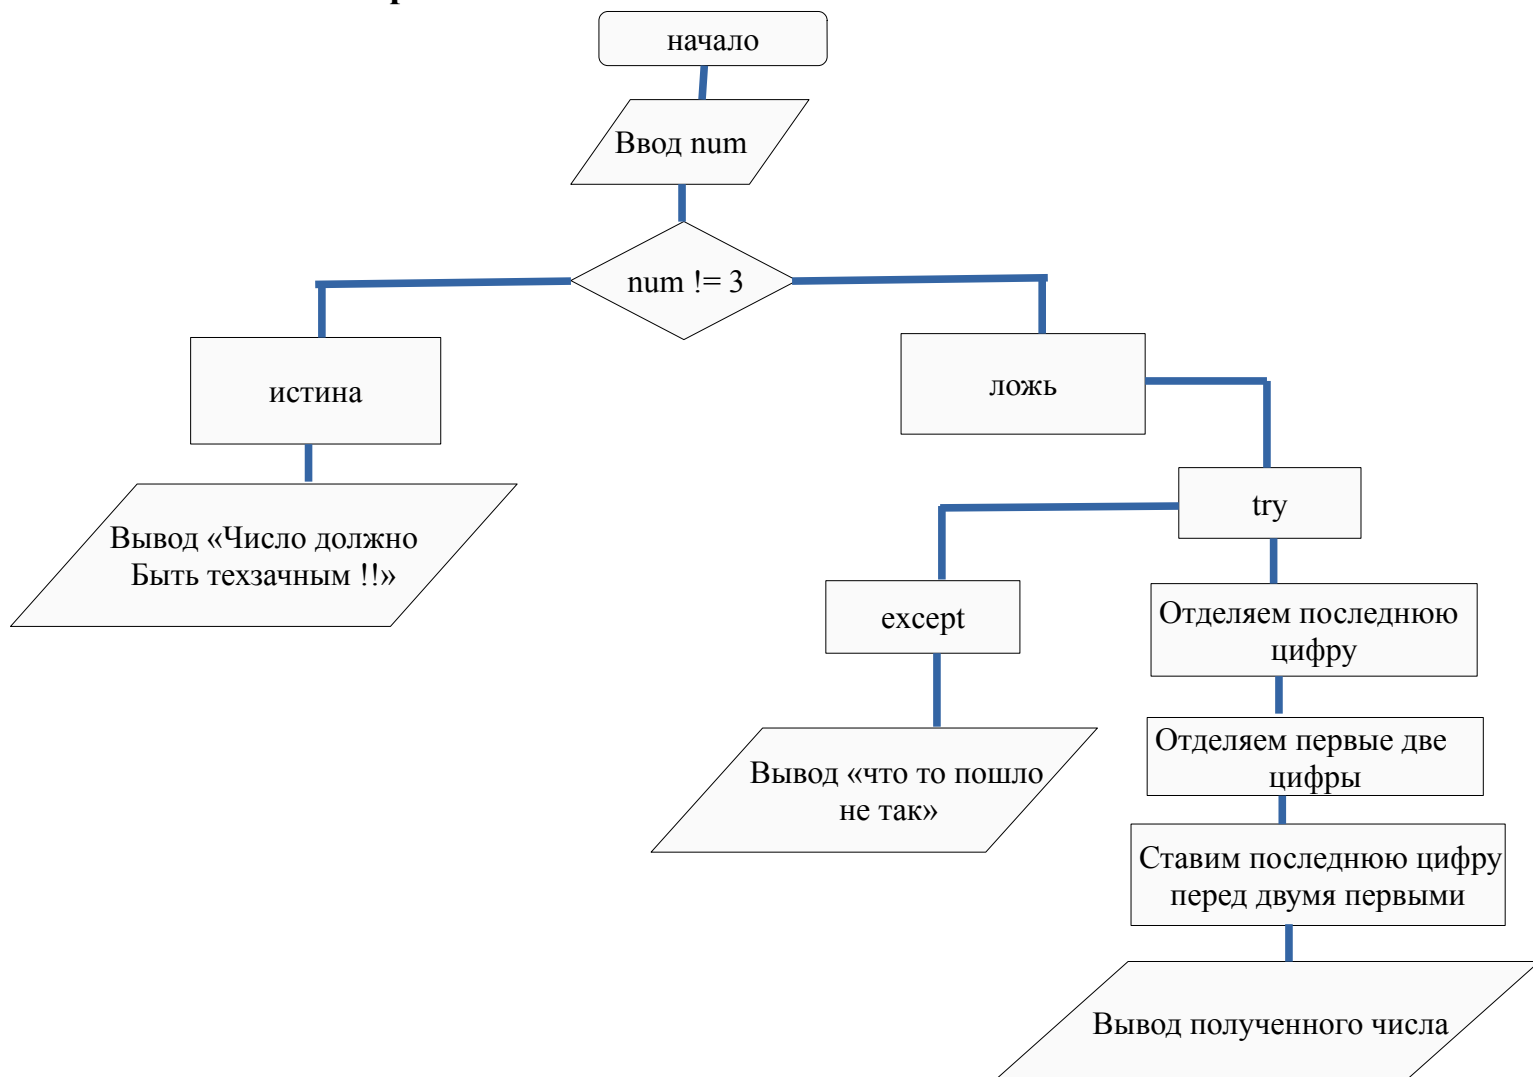 начало
Ввод num
num != 3
истина
ложь
Вывод «Число должно
Быть техзачным !!»
try
except
Отделяем последнюю
цифру
Отделяем первые две
цифры
Вывод «что то пошло
не так»
Ставим последнюю цифру
перед двумя первыми
Вывод полученного числа